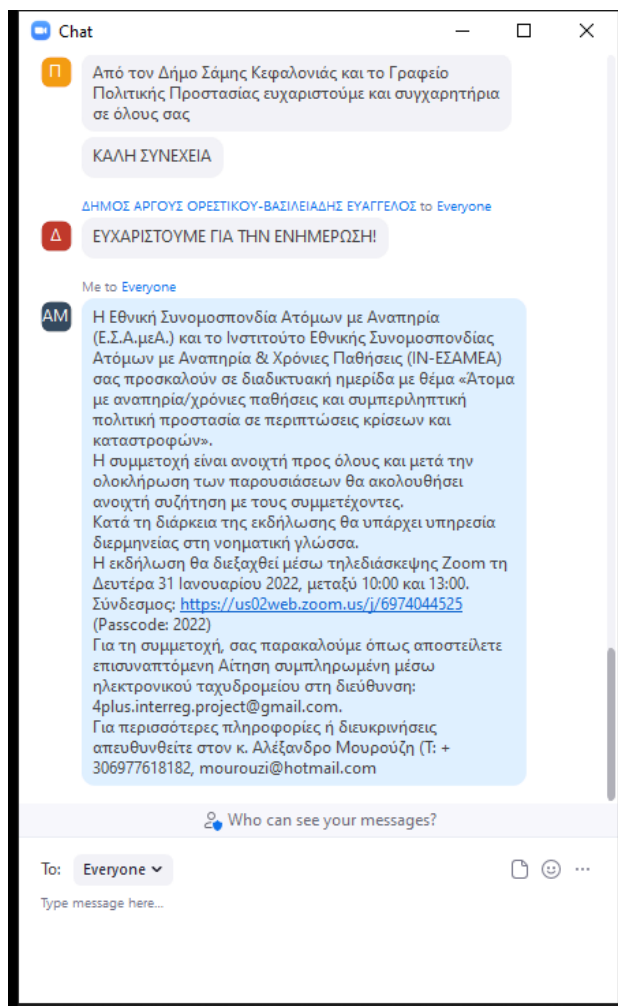 Chat
Π
Από τον Δήμο Σάμης Κεφαλονιάς και το Γραφείο
Πολιτικής Προστασίας ευχαριστούμε και συγχαρητήρια
σε όλους σας
ΚΑΛΗ ΣΥΝΕΧΕΙΑ
ΔΗΜΟΣ ΑΡΓΟΥΣ ΟΡΕΣΤΙΚΟΥ-ΒΑΣΙΛΕΙΑΔΗΣ ΕΥΑΓΓΕΛΟΣ to Everyone
Δ
ΕΥΧΑΡΙΣΤΟΥΜΕ ΓΙΑ ΤΗΝ ΕΝΗΜΕΡΩΣΗ!
Me to Everyone
AM
Η Εθνική Συνομοσπονδία Ατόμων με Αναπηρία
(Ε.Σ.Α.μεΑ.) και το Ινστιτούτο Εθνικής Συνομοσπονδίας
Ατόμων με Αναπηρία & Χρόνιες Παθήσεις (ΙΝ-ΕΣΑΜΕΑ)
σας προσκαλούν σε διαδικτυακή ημερίδα με θέμα «Άτομα
με αναπηρία/χρόνιες παθήσεις και συμπεριληπτική
πολιτική προστασία σε περιπτώσεις κρίσεων και
καταστροφών».
Η συμμετοχή είναι ανοιχτή προς όλους και μετά την
ολοκλήρωση των παρουσιάσεων θα ακολουθήσει
ανοιχτή συζήτηση με τους συμμετέχοντες.
Κατά τη διάρκεια της εκδήλωσης θα υπάρχει υπηρεσία
διερμηνείας στη νοηματική γλώσσα.
Η εκδήλωση θα διεξαχθεί μέσω τηλεδιάσκεψης Zoom τη
Δευτέρα 31 Ιανουαρίου 2022, μεταξύ 10:00 και 13:00.
Σύνδεσμος: https://us02web.zoom.us/j/6974044525
(Passcode: 2022)
Για τη συμμετοχή, σας παρακαλούμε όπως αποστείλετε
επισυναπτόμενη Αίτηση συμπληρωμένη μέσω
ηλεκτρονικού ταχυδρομείου στη διεύθυνση:
4plus.interreg.project@gmail.com.
Για περισσότερες πληροφορίες ή διευκρινήσεις
απευθυνθείτε στον κ. Αλέξανδρο Μουρούζη (Τ: +
306977618182, mourouzi@hotmail.com
Who can see your messages?
To: Everyone
Type message here...